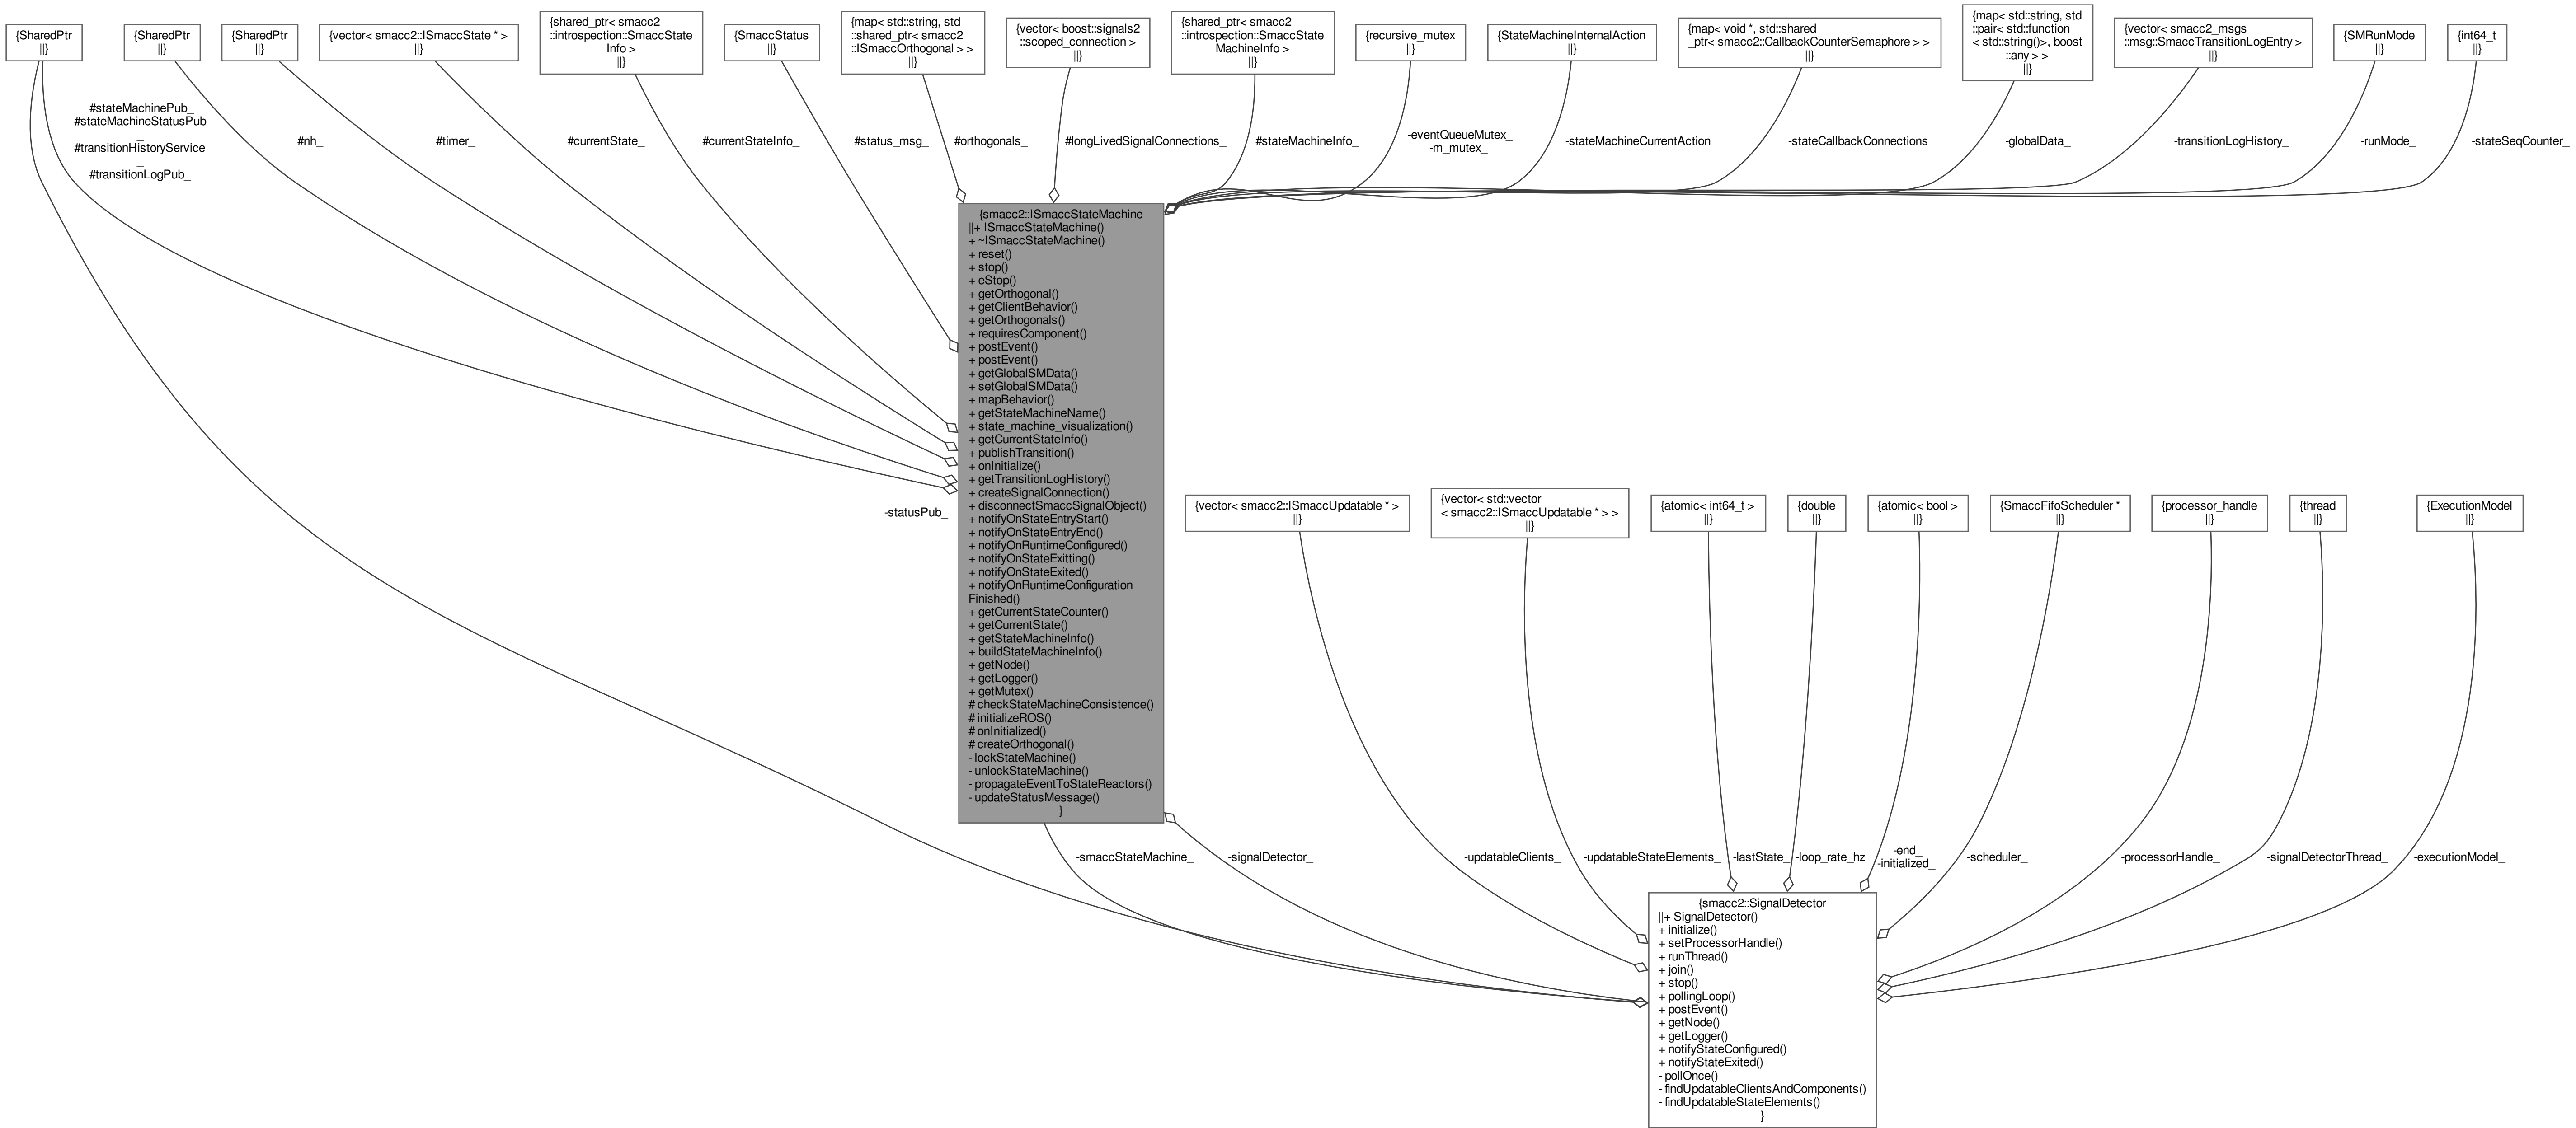 {SharedPtr
||}
{SharedPtr
||}
{SharedPtr
||}
{vector< smacc2::ISmaccState * >
||}
{shared_ptr< smacc2
::introspection::SmaccState
Info >
||}
{SmaccStatus
||}
{map< std::string, std
::shared_ptr< smacc2
::ISmaccOrthogonal > >
||}
{vector< boost::signals2
::scoped_connection >
||}
{shared_ptr< smacc2
::introspection::SmaccState
MachineInfo >
||}
{recursive_mutex
||}
{StateMachineInternalAction
||}
{map< void *, std::shared
_ptr< smacc2::CallbackCounterSemaphore > >
||}
{map< std::string, std
::pair< std::function
< std::string()>, boost
::any > >
||}
{vector< smacc2_msgs
::msg::SmaccTransitionLogEntry >
||}
{SMRunMode
||}
{int64_t
||}
#stateMachinePub_
#stateMachineStatusPub
_
#transitionHistoryService
_
#transitionLogPub_
#nh_
#timer_
#currentState_
#currentStateInfo_
#status_msg_
#orthogonals_
#longLivedSignalConnections_
#stateMachineInfo_
-eventQueueMutex_
-m_mutex_
-stateMachineCurrentAction
-stateCallbackConnections
-globalData_
-transitionLogHistory_
-runMode_
-stateSeqCounter_
{smacc2::ISmaccStateMachine
||+ ISmaccStateMachine()
+ ~ISmaccStateMachine()
+ reset()
+ stop()
+ eStop()
+ getOrthogonal()
+ getClientBehavior()
+ getOrthogonals()
+ requiresComponent()
+ postEvent()
+ postEvent()
+ getGlobalSMData()
+ setGlobalSMData()
+ mapBehavior()
+ getStateMachineName()
+ state_machine_visualization()
+ getCurrentStateInfo()
+ publishTransition()
+ onInitialize()
+ getTransitionLogHistory()
+ createSignalConnection()
+ disconnectSmaccSignalObject()
+ notifyOnStateEntryStart()
+ notifyOnStateEntryEnd()
+ notifyOnRuntimeConfigured()
+ notifyOnStateExitting()
+ notifyOnStateExited()
+ notifyOnRuntimeConfiguration
Finished()
+ getCurrentStateCounter()
+ getCurrentState()
+ getStateMachineInfo()
+ buildStateMachineInfo()
+ getNode()
+ getLogger()
+ getMutex()
# checkStateMachineConsistence()
# initializeROS()
# onInitialized()
# createOrthogonal()
- lockStateMachine()
- unlockStateMachine()
- propagateEventToStateReactors()
- updateStatusMessage()
}
-statusPub_
{vector< smacc2::ISmaccUpdatable * >
||}
{vector< std::vector
< smacc2::ISmaccUpdatable * > >
||}
{atomic< int64_t >
||}
{double
||}
{atomic< bool >
||}
{SmaccFifoScheduler *
||}
{processor_handle
||}
{thread
||}
{ExecutionModel
||}
-smaccStateMachine_
-signalDetector_
-updatableClients_
-updatableStateElements_
-lastState_
-loop_rate_hz
-end_
-initialized_
-scheduler_
-processorHandle_
-signalDetectorThread_
-executionModel_
{smacc2::SignalDetector
||+ SignalDetector()
+ initialize()
+ setProcessorHandle()
+ runThread()
+ join()
+ stop()
+ pollingLoop()
+ postEvent()
+ getNode()
+ getLogger()
+ notifyStateConfigured()
+ notifyStateExited()
- pollOnce()
- findUpdatableClientsAndComponents()
- findUpdatableStateElements()
}